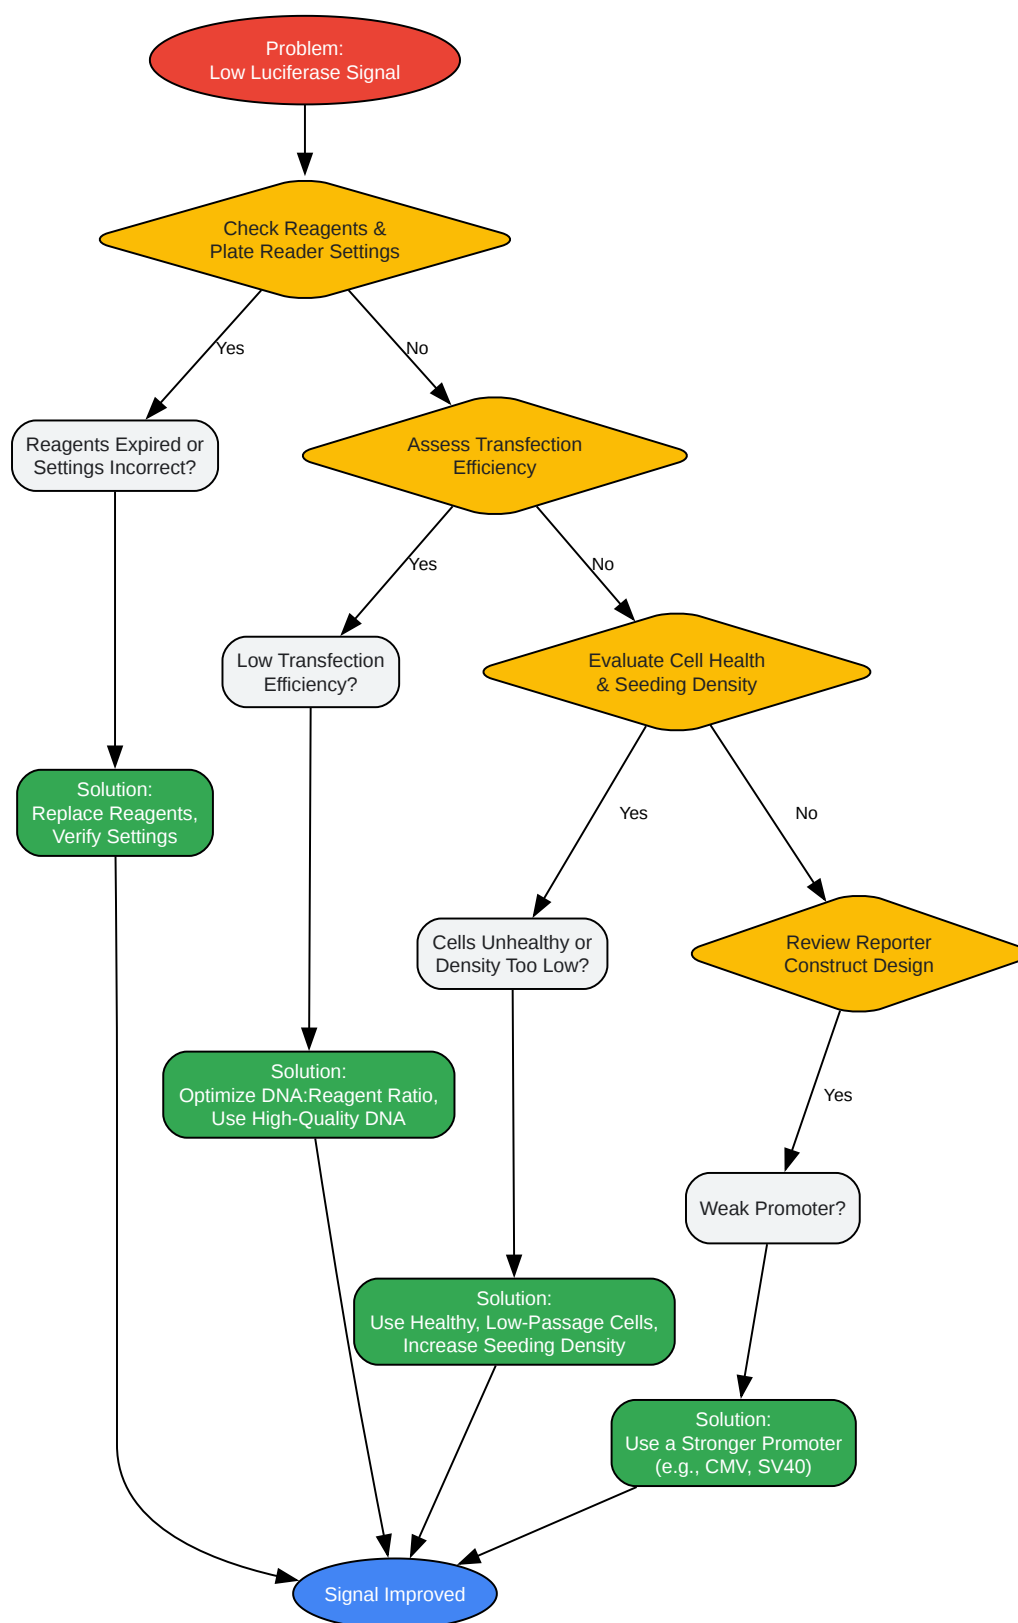 Problem:
Low Luciferase Signal
Check Reagents &
Plate Reader Settings
Yes
No
Reagents Expired or
Settings Incorrect?
Assess Transfection
Efficiency
Yes
No
Low Transfection
Efficiency?
Evaluate Cell Health
& Seeding Density
Solution:
Replace Reagents,
Verify Settings
Yes
No
Cells Unhealthy or
Density Too Low?
Review Reporter
Construct Design
Solution:
Optimize DNA:Reagent Ratio,
Use High-Quality DNA
Yes
Weak Promoter?
Solution:
Use Healthy, Low-Passage Cells,
Increase Seeding Density
Solution:
Use a Stronger Promoter
(e.g., CMV, SV40)
Signal Improved